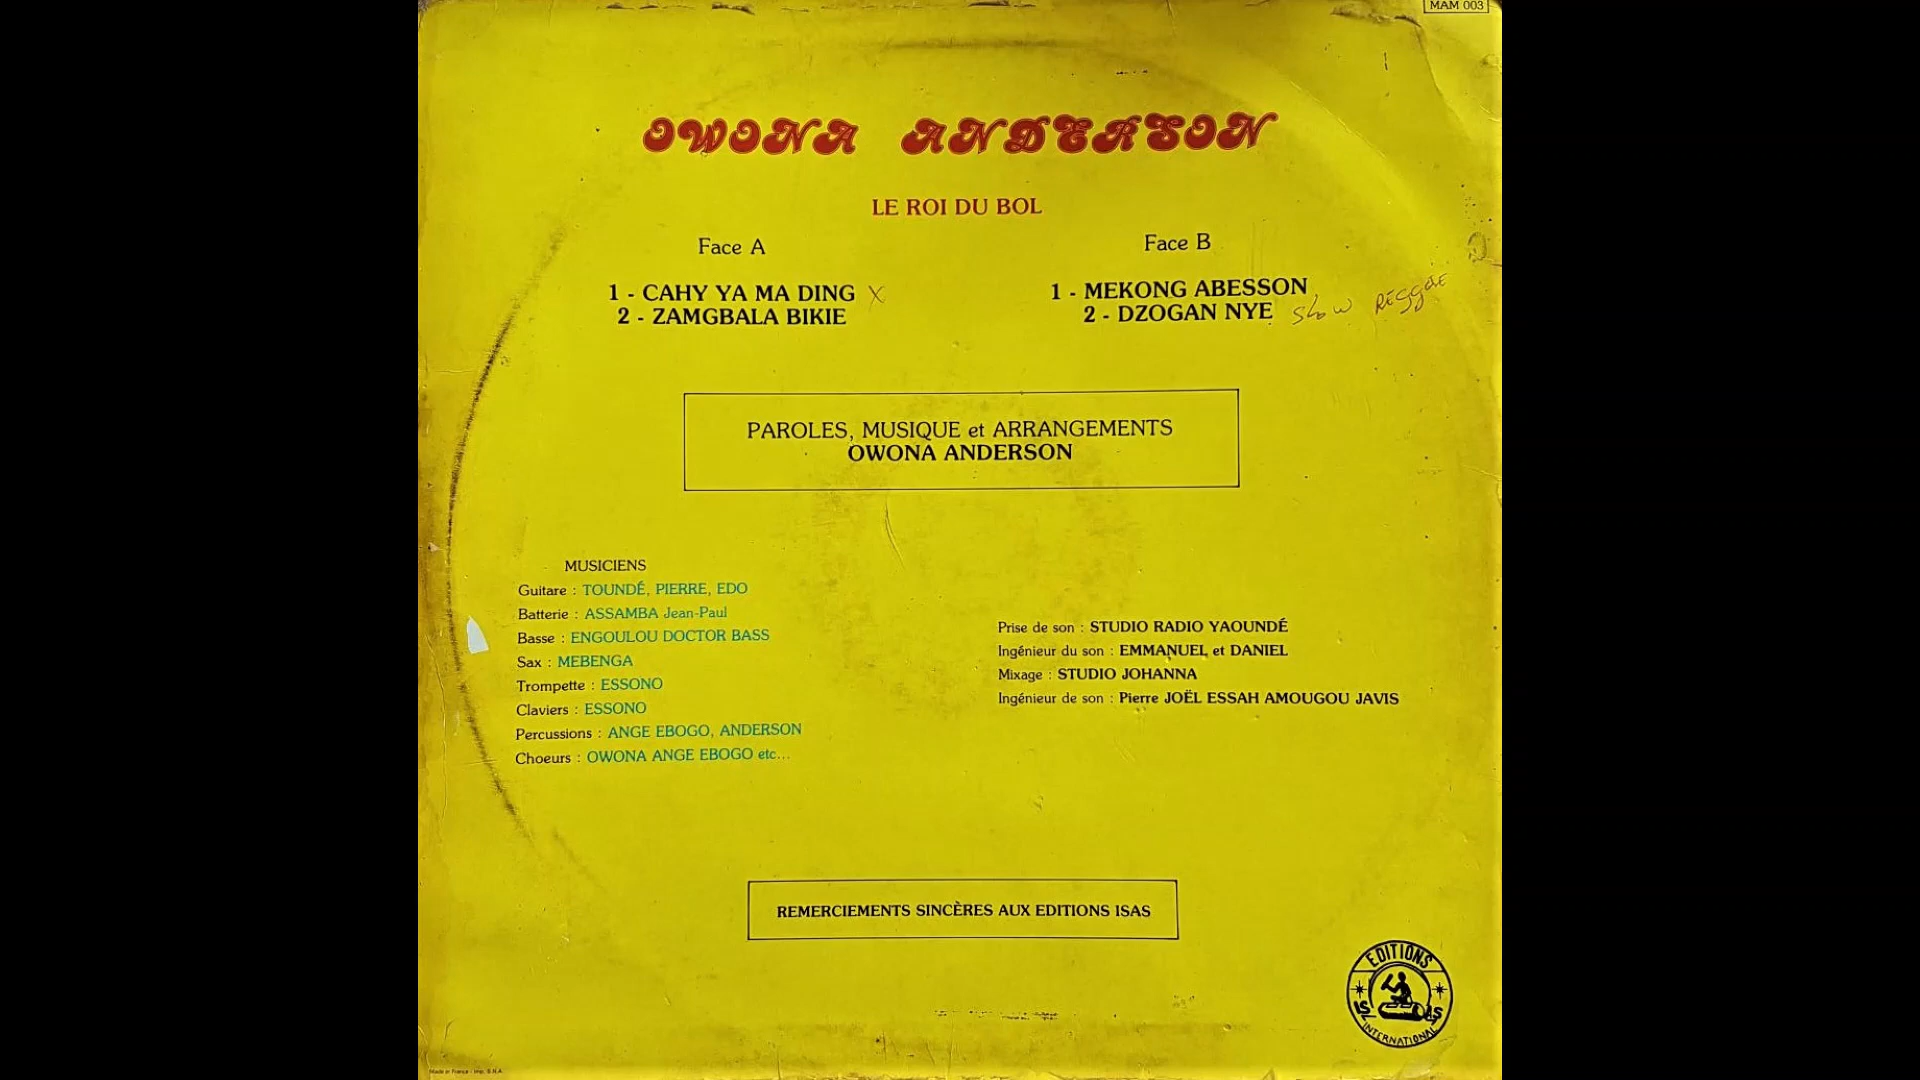 MAM 003
OWONA ANDERSON
LE ROI DU BOL
Face A
1 - CAHY YA MA DING X
2 - ZAMGBALA BIKIE
Face B
1 - MEKONG ABESSON
2 - DZOGAN NYE Slow REGGAE
PAROLES, MUSIQUE et ARRANGEMENTS
OWONA ANDERSON
MUSICIENS
Guitare : TOUNDÉ, PIERRE, EDO
Batterie : ASSAMBA Jean-Paul
Basse : ENGOULOU DOCTOR BASS
Sax : MEBENGA
Trompette : ESSONO
Claviers : ESSONO
Percussions : ANGE EBOGO, ANDERSON
Choeurs : OWONA ANGE EBOGO etc...
Prise de son : STUDIO RADIO YAOUNDÉ
Ingénieur du son : EMMANUEL et DANIEL
Mixage : STUDIO JOHANNA
Ingénieur de son : Pierre JOËL ESSAH AMOUGOU JAVIS
REMERCIEMENTS SINCÈRES AUX EDITIONS ISAS
EDITIONS
IS AS
INTERNATIONAL
Made in France - Imp. S.N.A.